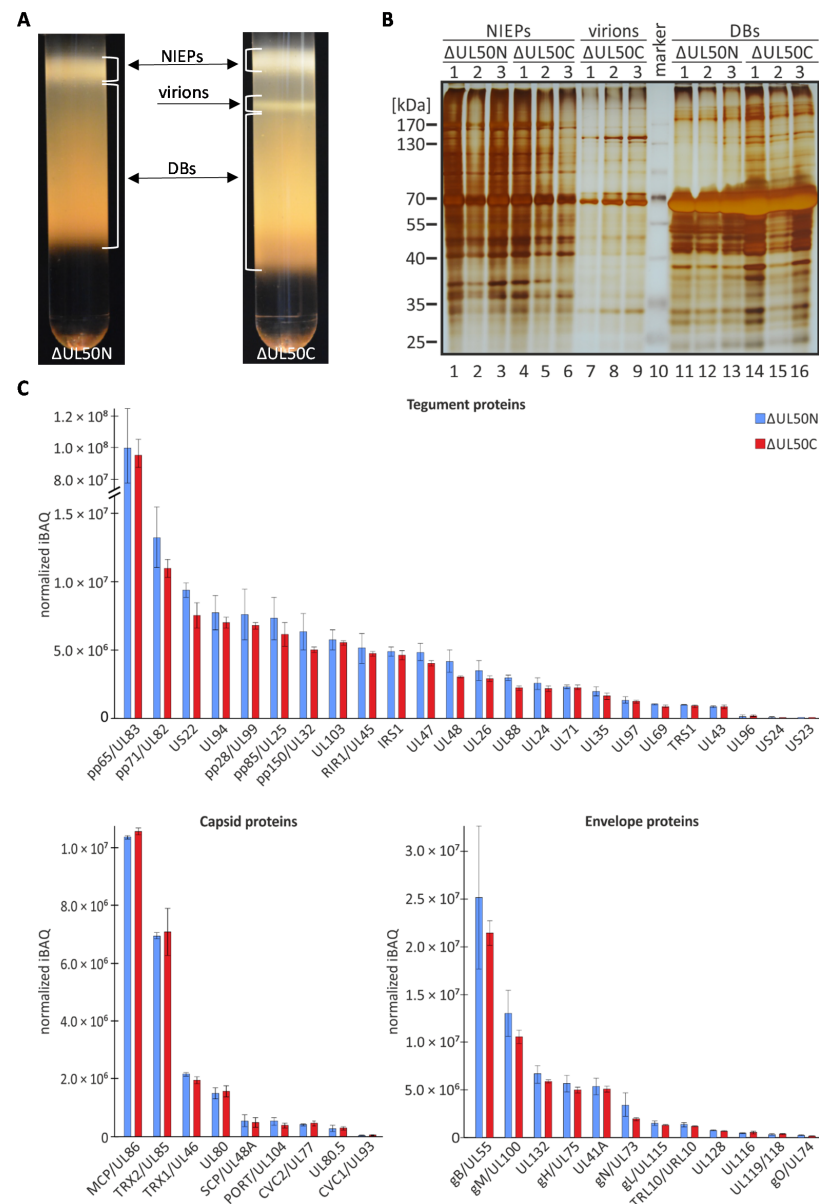 A
NIEPs
virions
DBs
ΔUL50N
ΔUL50C
B
NIEPs virions marker DBs
ΔUL50N ΔUL50C ΔUL50C ΔUL50N ΔUL50C
1 2 3 1 2 3 1 2 3 1 2 3 1 2 3
[kDa]
170
130
70
55
40
35
25
1 2 3 4 5 6 7 8 9 10 11 12 13 14 15 16
C
Tegument proteins
ΔUL50N
ΔUL50C
normalized iBAQ
1.2 × 10⁸
1.0 × 10⁸
8.0 × 10⁷
1.5 × 10⁷
1.0 × 10⁷
5.0 × 10⁶
0
pp65/UL83
pp71/UL82
US22
UL94
pp28/UL99
pp85/UL25
pp150/UL32
UL103
RIR1/UL45
IRS1
UL47
UL48
UL26
UL88
UL24
UL71
UL35
UL97
UL69
TRS1
UL43
UL96
US24
US23
Capsid proteins
normalized iBAQ
1.0 × 10⁷
8.0 × 10⁶
6.0 × 10⁶
4.0 × 10⁶
2.0 × 10⁶
0
MCP/UL86
TRX2/UL85
TRX1/UL46
UL80
SCP/UL48A
PORT/UL104
CVC2/UL77
UL80.5
CVC1/UL93
Envelope proteins
normalized iBAQ
3.0 × 10⁷
2.5 × 10⁷
2.0 × 10⁷
1.0 × 10⁷
5.0 × 10⁶
0
gB/UL55
gM/UL100
UL132
gH/UL75
UL41A
gN/UL73
gL/UL115
TRL10/URL10
UL128
UL116
UL119/118
gO/UL74